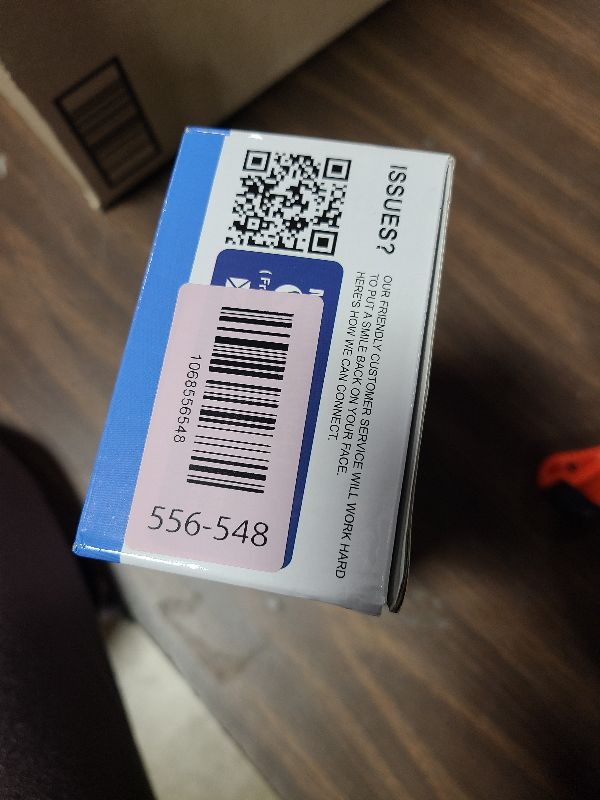 ISSUES?
OUR FRIENDLY CUSTOMER SERVICE WILL WORK HARD
TO PUT A SMILE BACK ON YOUR FACE.
HERE'S HOW WE CAN CONNECT.
1068556548
556-548